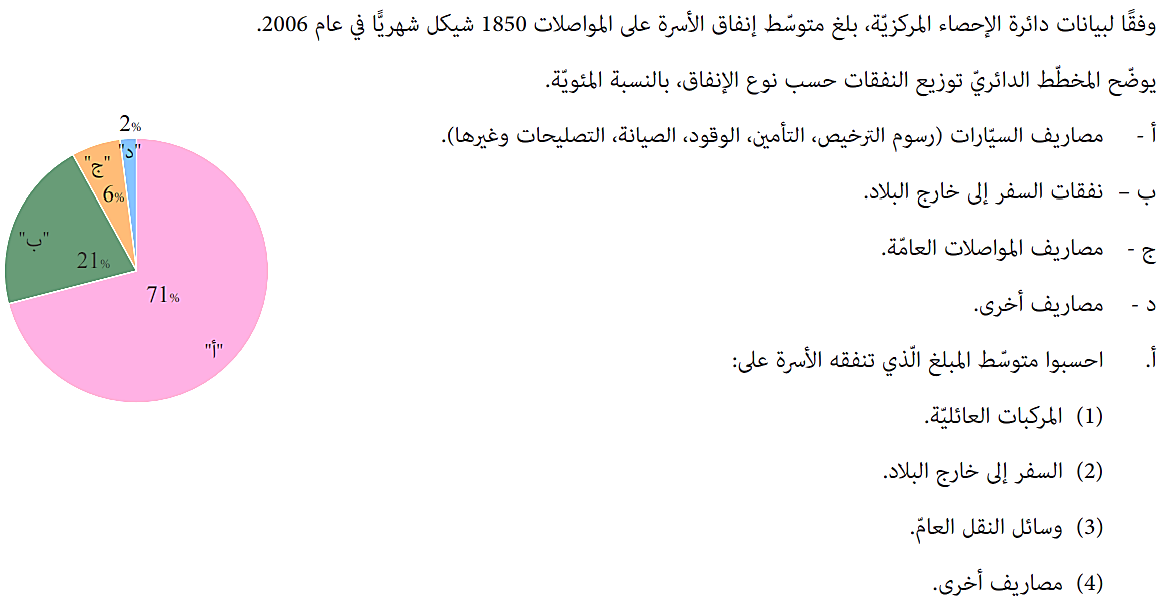 وفقًا لبيانات دائرة الإحصاء المركزيّة، بلغ متوسّط إنفاق الأسرة على المواصلات 1850 شيكل شهريًّا في عام 2006.
يوضّح المخطّط الدائريّ توزيع النفقات حسب نوع الإنفاق، بالنسبة المئويّة.
أ - مصاريف السيّارات (رسوم الترخيص، التأمين، الوقود، الصيانة، التصليحات وغيرها).
ب – نفقات السفر إلى خارج البلاد.
ج - مصاريف المواصلات العامّة.
د - مصاريف أخرى.
أ. احسبوا متوسّط المبلغ الّذي تنفقه الأسرة على:
(1) المركبات العائليّة.
(2) السفر إلى خارج البلاد.
(3) وسائل النقل العامّ.
(4) مصاريف أخرى.
2%
"د"
"ج"
6%
"ب"
21%
71%
"أ"